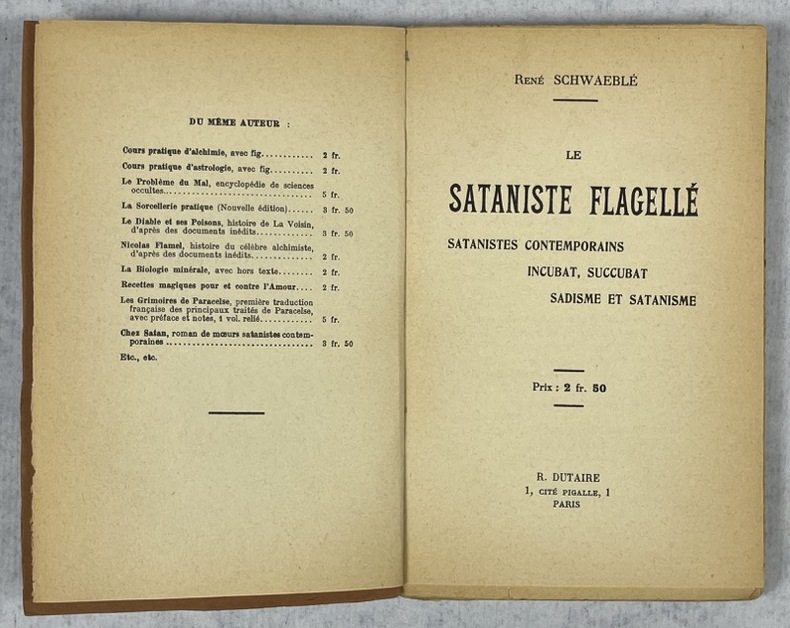 DU MÊME AUTEUR :
Cours pratique d'alchimie, avec fig............ 2 fr.
Cours pratique d'astrologie, avec fig.......... 2 fr.
Le Problème du Mal, encyclopédie de sciences
occultes................................. 5 fr.
La Sorcellerie pratique (Nouvelle édition)...... 3 fr. 50
Le Diable et ses Poisons, histoire de La Voisin,
d'après des documents inédits............ 3 fr. 50
Nicolas Flamel, histoire du célèbre alchimiste,
d'après des documents inédits............ 2 fr.
La Biologie minérale, avec hors texte........ 2 fr.
Recettes magiques pour et contre l'Amour.... 2 fr.
Les Grimoires de Paracelse, première traduction
française des principaux traités de Paracelse,
avec préface et notes, 1 vol. relié............ 5 fr.
Chez Satan, roman de mœurs satanistes contem-
poraines ................................. 3 fr. 50
Etc., etc.
RENÉ SCHWAEBLÉ
LE
SATANISTE FLAGELLÉ
SATANISTES CONTEMPORAINS
INCUBAT, SUCCUBAT
SADISME ET SATANISME
Prix : 2 fr. 50
R. DUTAIRE
1, CITÉ PIGALLE, 1
PARIS